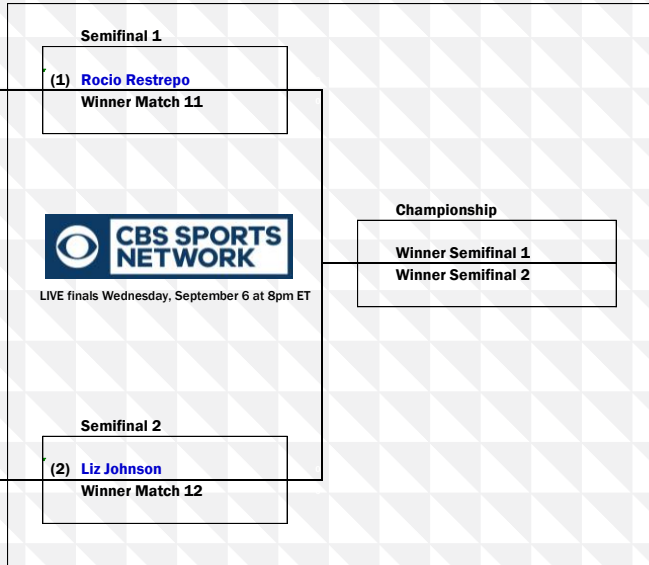 Semifinal 1
(1) Rocio Restrepo
Winner Match 11
CBS SPORTS
NETWORK
LIVE finals Wednesday, September 6 at 8pm ET
Championship
Winner Semifinal 1
Winner Semifinal 2
Semifinal 2
(2) Liz Johnson
Winner Match 12